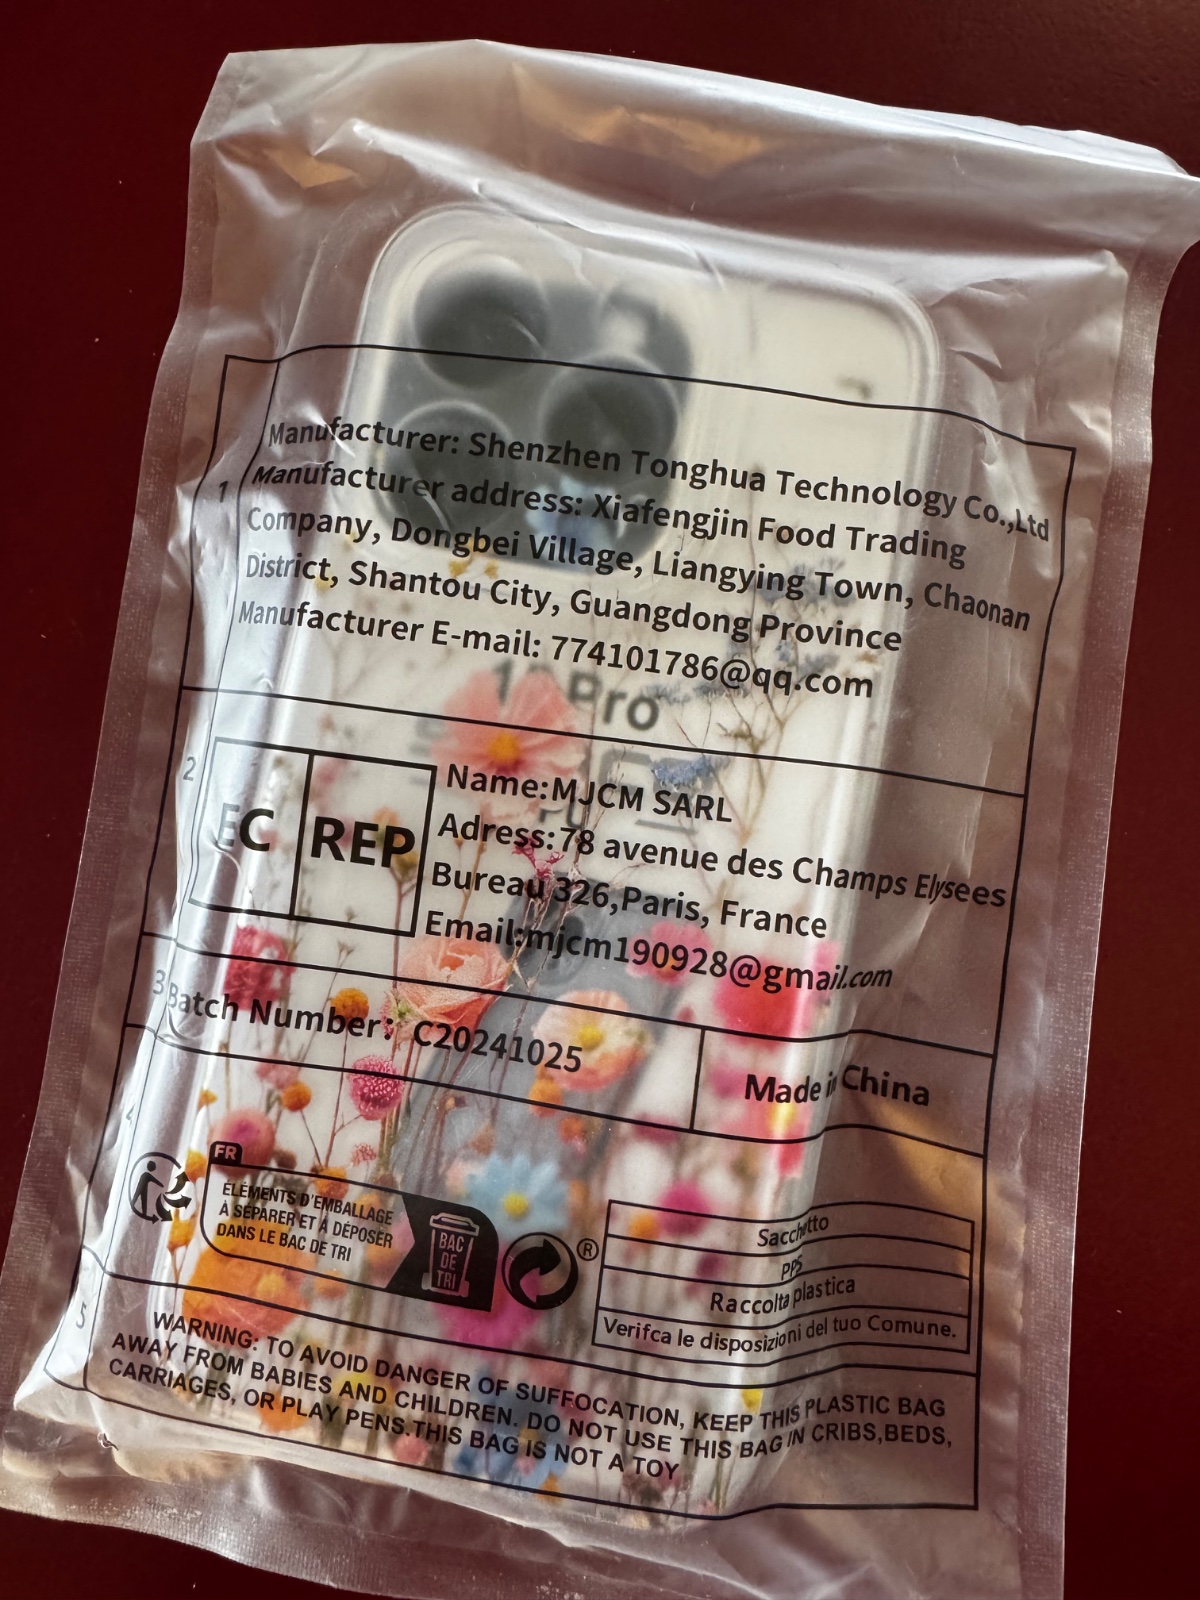 1
Manufacturer: Shenzhen Tonghua Technology Co.,Ltd
Manufacturer address: Xiafengjin Food Trading
Company, Dongbei Village, Liangying Town, Chaonan
District, Shantou City, Guangdong Province
Manufacturer E-mail: 774101786@qq.com
Pro
2
EC REP
Name:MJCM SARL
Adress:78 avenue des Champs Elysees
Bureau 326,Paris, France
Email:mjcm190928@gmail.com
3
Batch Number: C20241025
Made in China
4
FR
ÉLÉMENTS D'EMBALLAGE
À SÉPARER ET À DÉPOSER
DANS LE BAC DE TRI
BAC
DE
TRI
®
Sacchetto
PP5
Raccolta plastica
Verifca le disposizioni del tuo Comune.
5
WARNING: TO AVOID DANGER OF SUFFOCATION, KEEP THIS PLASTIC BAG
AWAY FROM BABIES AND CHILDREN. DO NOT USE THIS BAG IN CRIBS,BEDS,
CARRIAGES, OR PLAY PENS.THIS BAG IS NOT A TOY